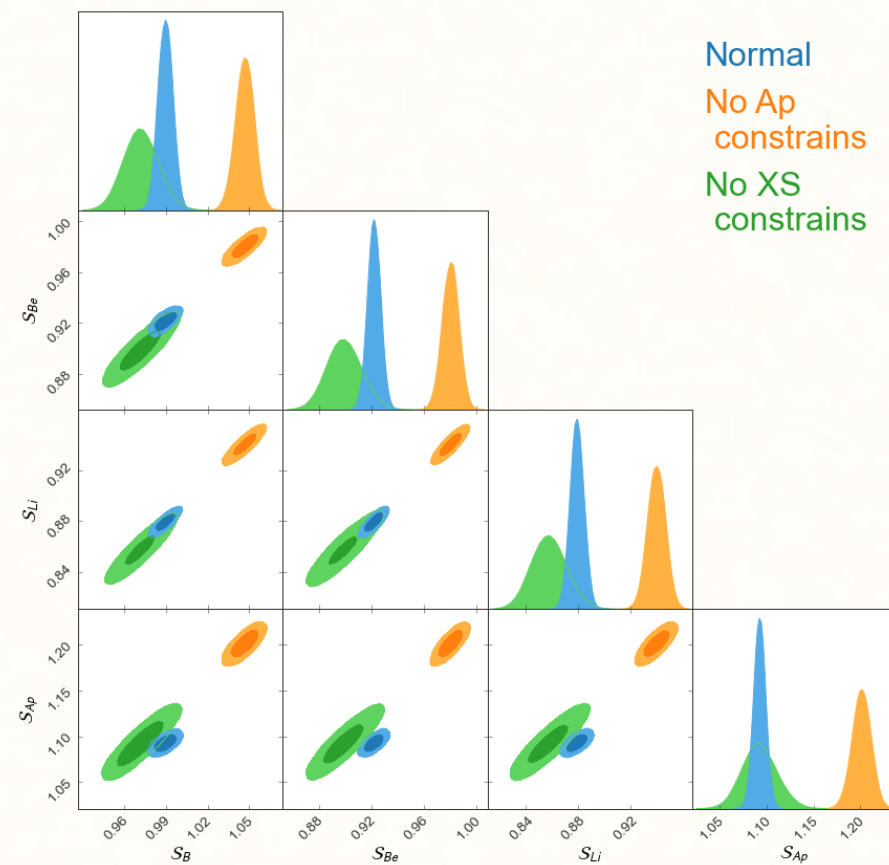 Normal
No Ap
constrains
No XS
constrains
1.00
0.96
0.92
0.88
S_Be
0.92
0.88
0.84
S_Li
1.20
1.15
1.10
1.05
S_Ap
0.96 0.99 1.02 1.05
0.88 0.92 0.96 1.00
0.84 0.88 0.92
1.05 1.10 1.15 1.20
S_B S_Be S_Li S_Ap